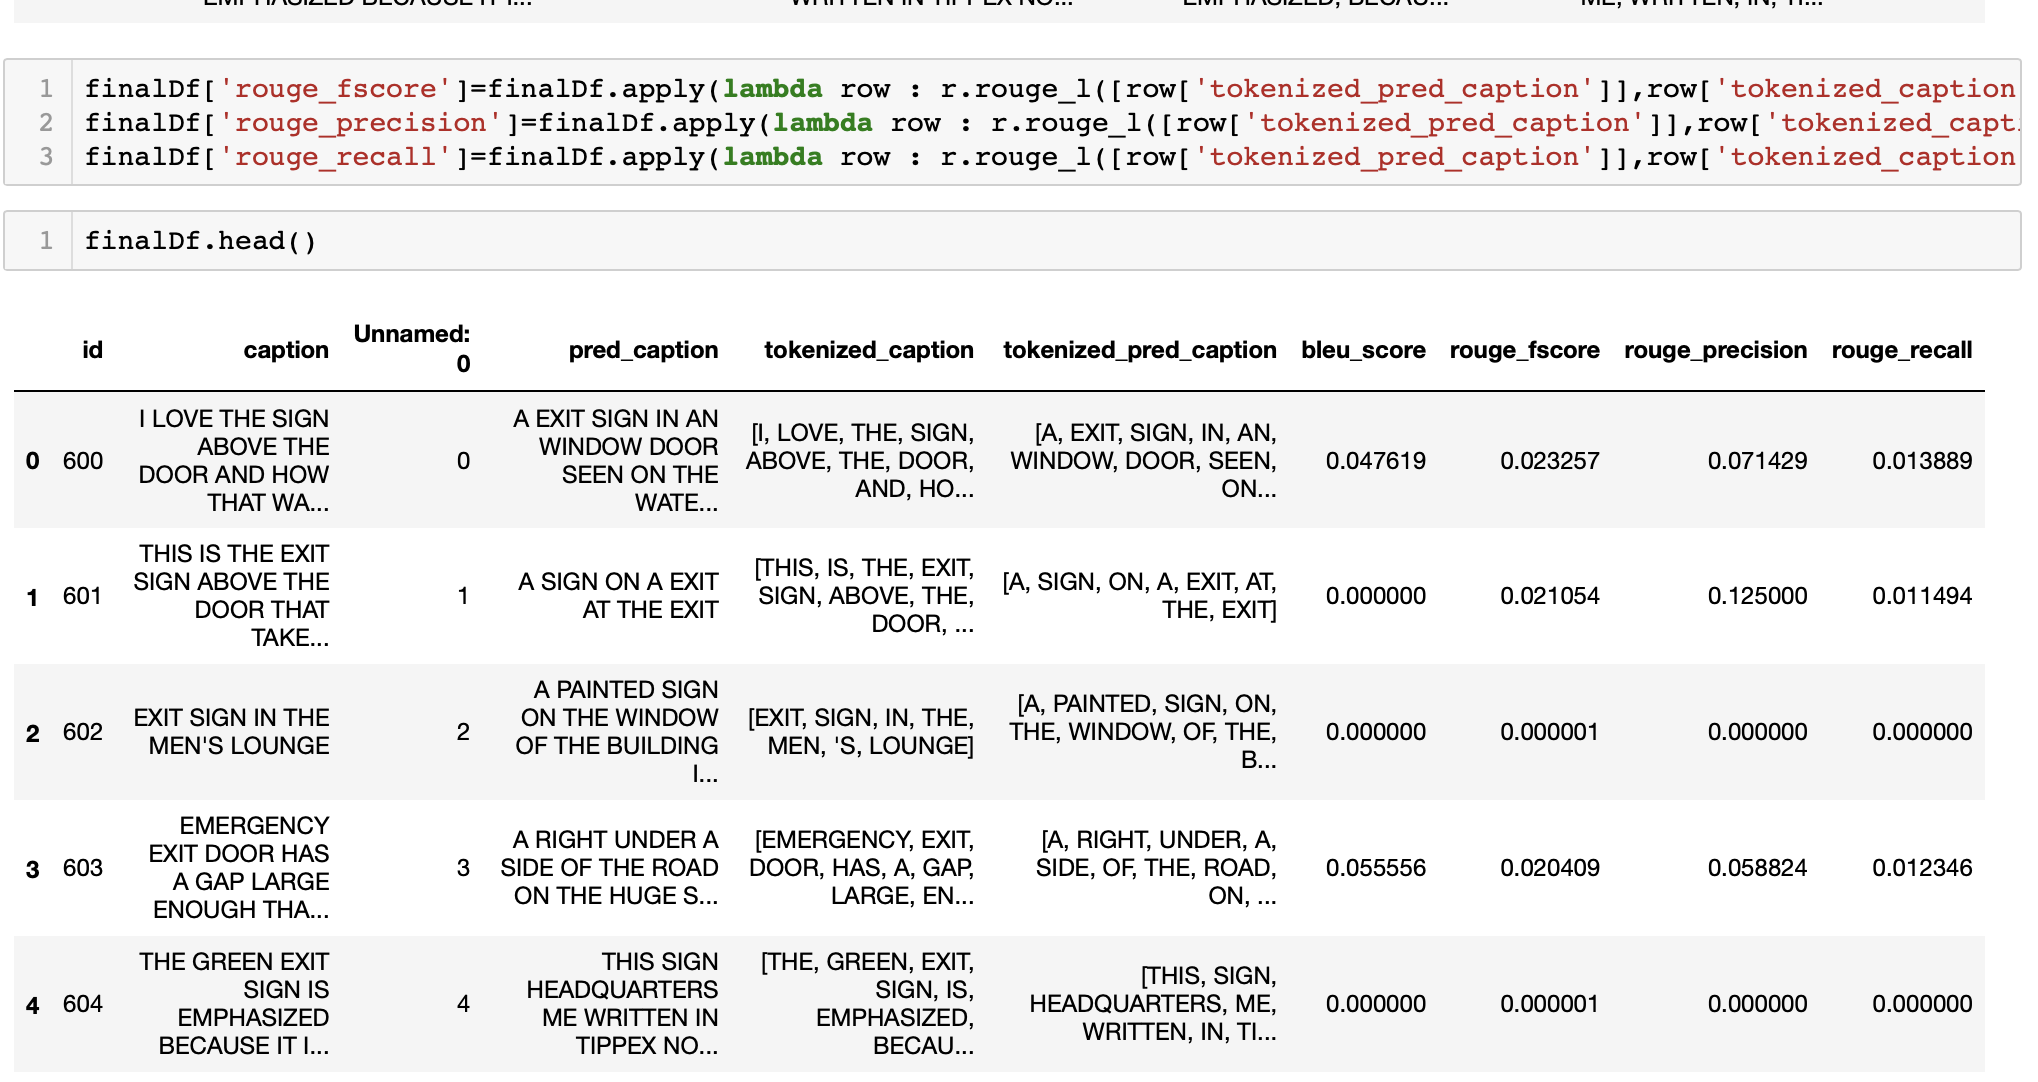 EMPHASIZED BECAUSE IT I... WRITTEN IN TIPPEX NO... EMPHASIZED, BECAU... ME, WRITTEN, IN, TI...
1 finalDf['rouge_fscore']=finalDf.apply(lambda row : r.rouge_l([row['tokenized_pred_caption']],row['tokenized_caption
2 finalDf['rouge_precision']=finalDf.apply(lambda row : r.rouge_l([row['tokenized_pred_caption']],row['tokenized_capt
3 finalDf['rouge_recall']=finalDf.apply(lambda row : r.rouge_l([row['tokenized_pred_caption']],row['tokenized_caption
1 finalDf.head()
id caption Unnamed: 0 pred_caption tokenized_caption tokenized_pred_caption bleu_score rouge_fscore rouge_precision rouge_recall
0 600
I LOVE THE SIGN
ABOVE THE
DOOR AND HOW
THAT WA...
0
A EXIT SIGN IN AN
WINDOW DOOR
SEEN ON THE
WATE...
[I, LOVE, THE, SIGN,
ABOVE, THE, DOOR,
AND, HO...
[A, EXIT, SIGN, IN, AN,
WINDOW, DOOR, SEEN,
ON...
0.047619 0.023257 0.071429 0.013889
1 601
THIS IS THE EXIT
SIGN ABOVE THE
DOOR THAT
TAKE...
1
A SIGN ON A EXIT
AT THE EXIT
[THIS, IS, THE, EXIT,
SIGN, ABOVE, THE,
DOOR, ...
[A, SIGN, ON, A, EXIT, AT,
THE, EXIT]
0.000000 0.021054 0.125000 0.011494
2 602
EXIT SIGN IN THE
MEN'S LOUNGE
2
A PAINTED SIGN
ON THE WINDOW
OF THE BUILDING
I...
[EXIT, SIGN, IN, THE,
MEN, 'S, LOUNGE]
[A, PAINTED, SIGN, ON,
THE, WINDOW, OF, THE,
B...
0.000000 0.000001 0.000000 0.000000
3 603
EMERGENCY
EXIT DOOR HAS
A GAP LARGE
ENOUGH THA...
3
A RIGHT UNDER A
SIDE OF THE ROAD
ON THE HUGE S...
[EMERGENCY, EXIT,
DOOR, HAS, A, GAP,
LARGE, EN...
[A, RIGHT, UNDER, A,
SIDE, OF, THE, ROAD,
ON, ...
0.055556 0.020409 0.058824 0.012346
4 604
THE GREEN EXIT
SIGN IS
EMPHASIZED
BECAUSE IT I...
4
THIS SIGN
HEADQUARTERS
ME WRITTEN IN
TIPPEX NO...
[THE, GREEN, EXIT,
SIGN, IS,
EMPHASIZED,
BECAU...
[THIS, SIGN,
HEADQUARTERS, ME,
WRITTEN, IN, TI...
0.000000 0.000001 0.000000 0.000000